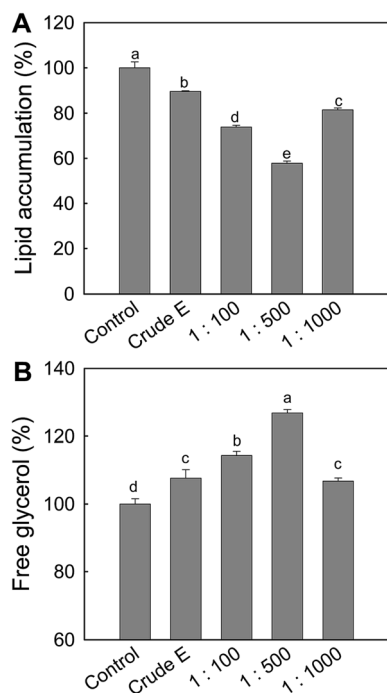 A
Lipid accumulation (%)
120
100
80
60
40
20
0
a
b
d
e
c
Control
Crude E
1 : 100
1 : 500
1 : 1000
B
Free glycerol (%)
140
120
100
80
60
d
c
b
a
c
Control
Crude E
1 : 100
1 : 500
1 : 1000